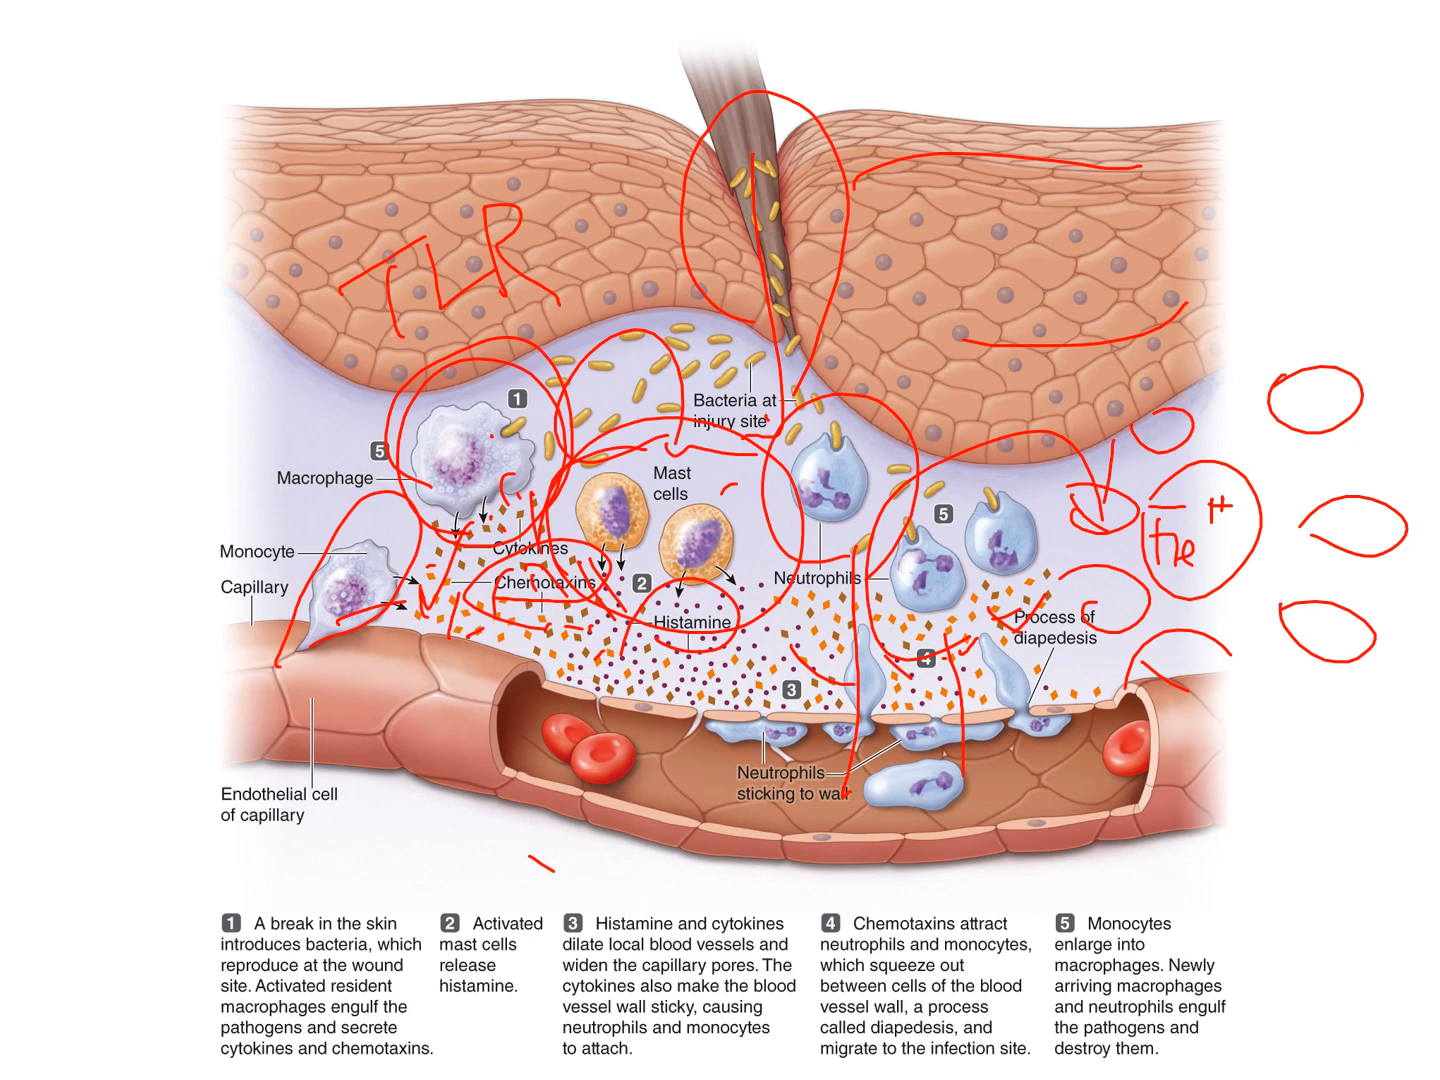 TLR
1
Bacteria at
injury site
5
Macrophage
Mast
cells
5
Monocyte
Cytokines
Capillary
Chemotaxins
2
Neutrophils
Histamine
Process of
diapedesis
4
3
Neutrophils
sticking to wall
Endothelial cell
of capillary
1 A break in the skin
introduces bacteria, which
reproduce at the wound
site. Activated resident
macrophages engulf the
pathogens and secrete
cytokines and chemotaxins.
2 Activated
mast cells
release
histamine.
3 Histamine and cytokines
dilate local blood vessels and
widen the capillary pores. The
cytokines also make the blood
vessel wall sticky, causing
neutrophils and monocytes
to attach.
4 Chemotaxins attract
neutrophils and monocytes,
which squeeze out
between cells of the blood
vessel wall, a process
called diapedesis, and
migrate to the infection site.
5 Monocytes
enlarge into
macrophages. Newly
arriving macrophages
and neutrophils engulf
the pathogens and
destroy them.